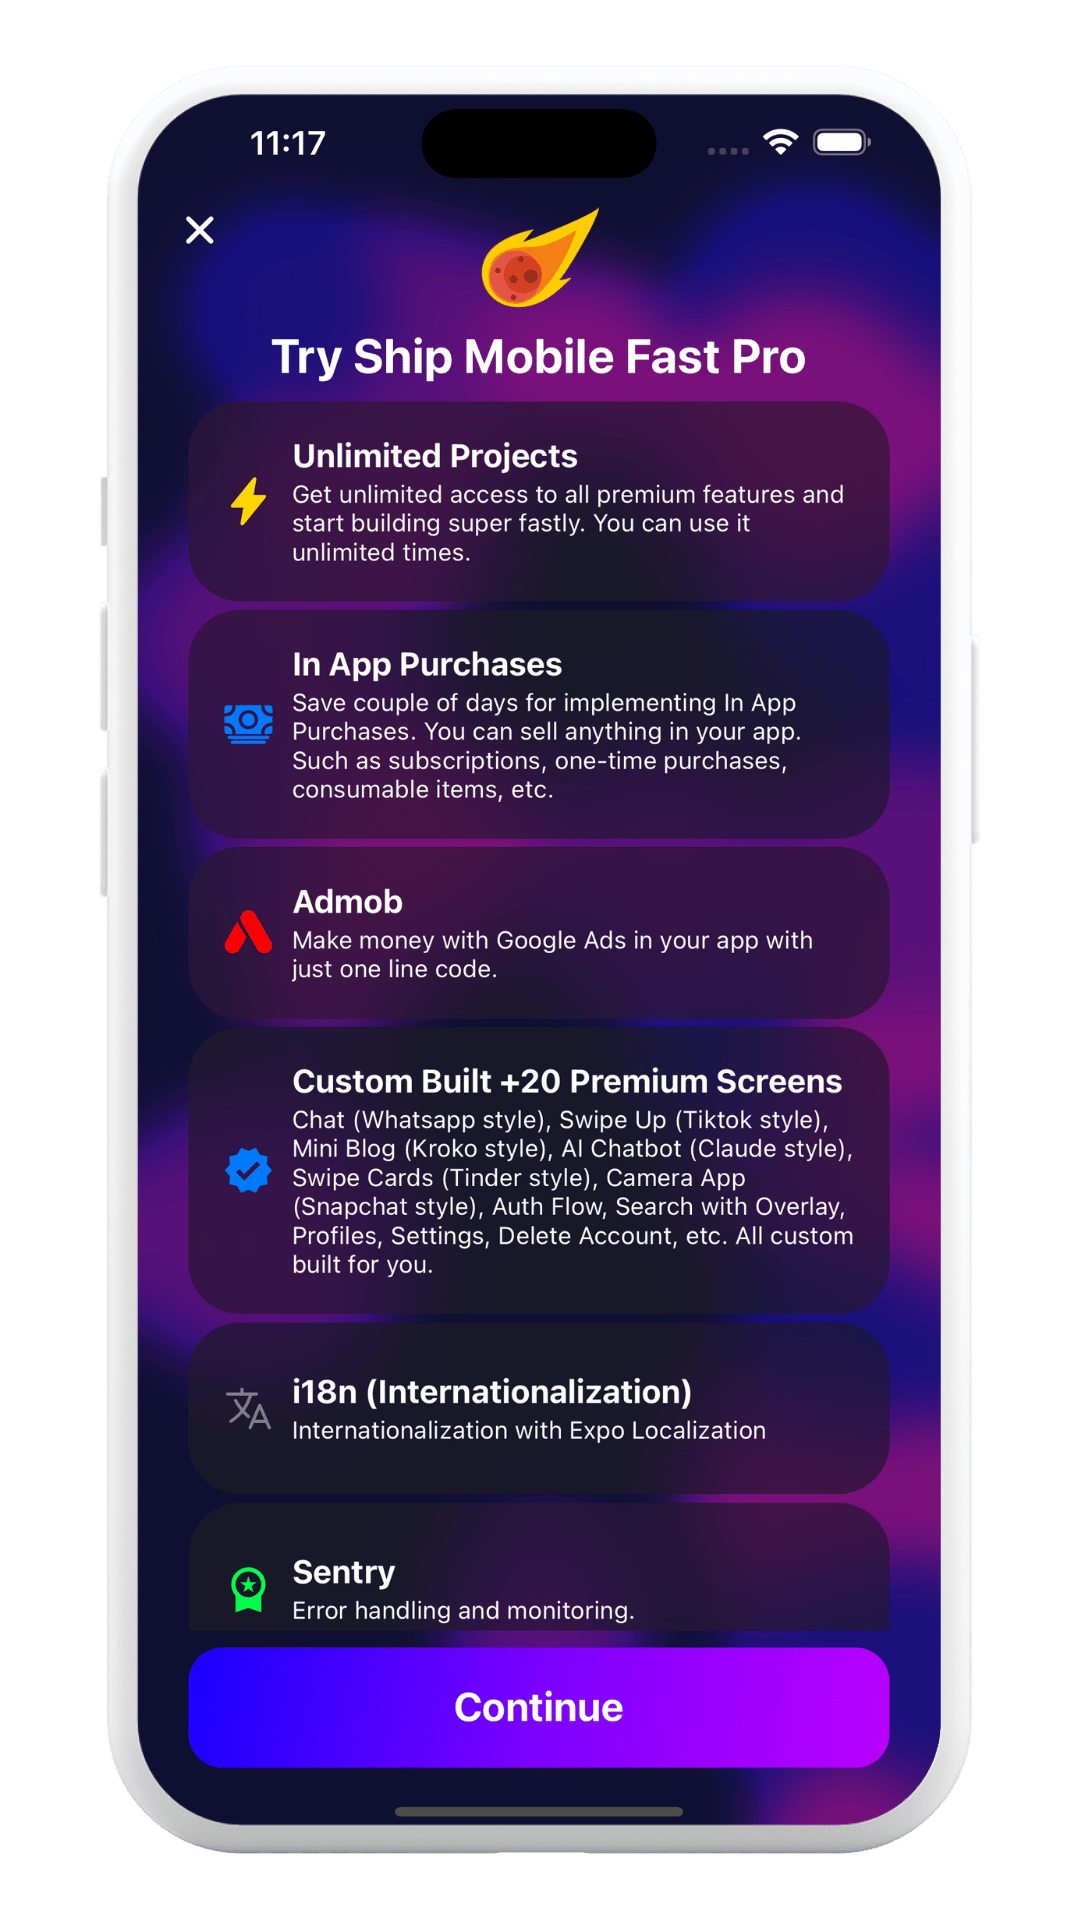 11:17
Try Ship Mobile Fast Pro
Unlimited Projects
Get unlimited access to all premium features and
start building super fastly. You can use it
unlimited times.
In App Purchases
Save couple of days for implementing In App
Purchases. You can sell anything in your app.
Such as subscriptions, one-time purchases,
consumable items, etc.
Admob
Make money with Google Ads in your app with
just one line code.
Custom Built +20 Premium Screens
Chat (Whatsapp style), Swipe Up (Tiktok style),
Mini Blog (Kroko style), AI Chatbot (Claude style),
Swipe Cards (Tinder style), Camera App
(Snapchat style), Auth Flow, Search with Overlay,
Profiles, Settings, Delete Account, etc. All custom
built for you.
i18n (Internationalization)
Internationalization with Expo Localization
Sentry
Error handling and monitoring.
Continue